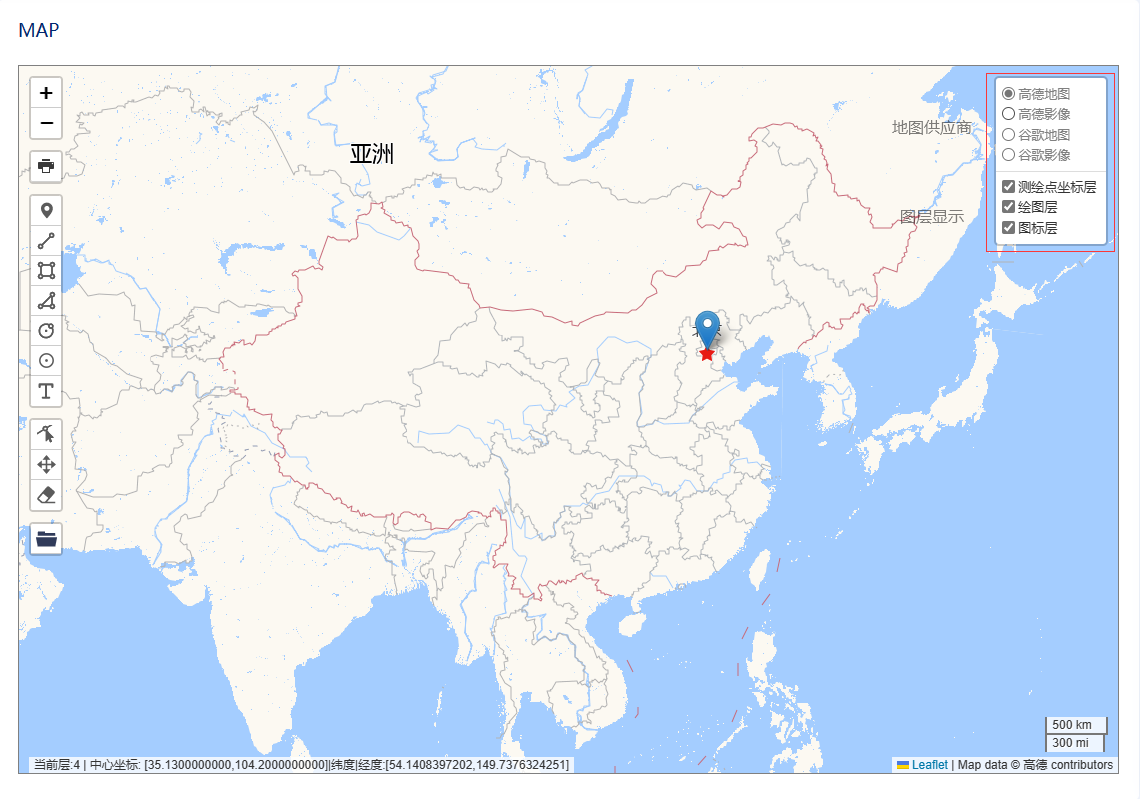 MAP
+
高德地图
高德影像
地图供应商
谷歌地图
谷歌影像
亚洲
测绘点坐标层
图层显示
绘图层
图标层
T
500 km
300 mi
当前层:4 | 中心坐标: [35.1300000000,104.2000000000]|纬度|经度:[54.1408397202,149.7376324251]
Leaflet | Map data © 高德 contributors